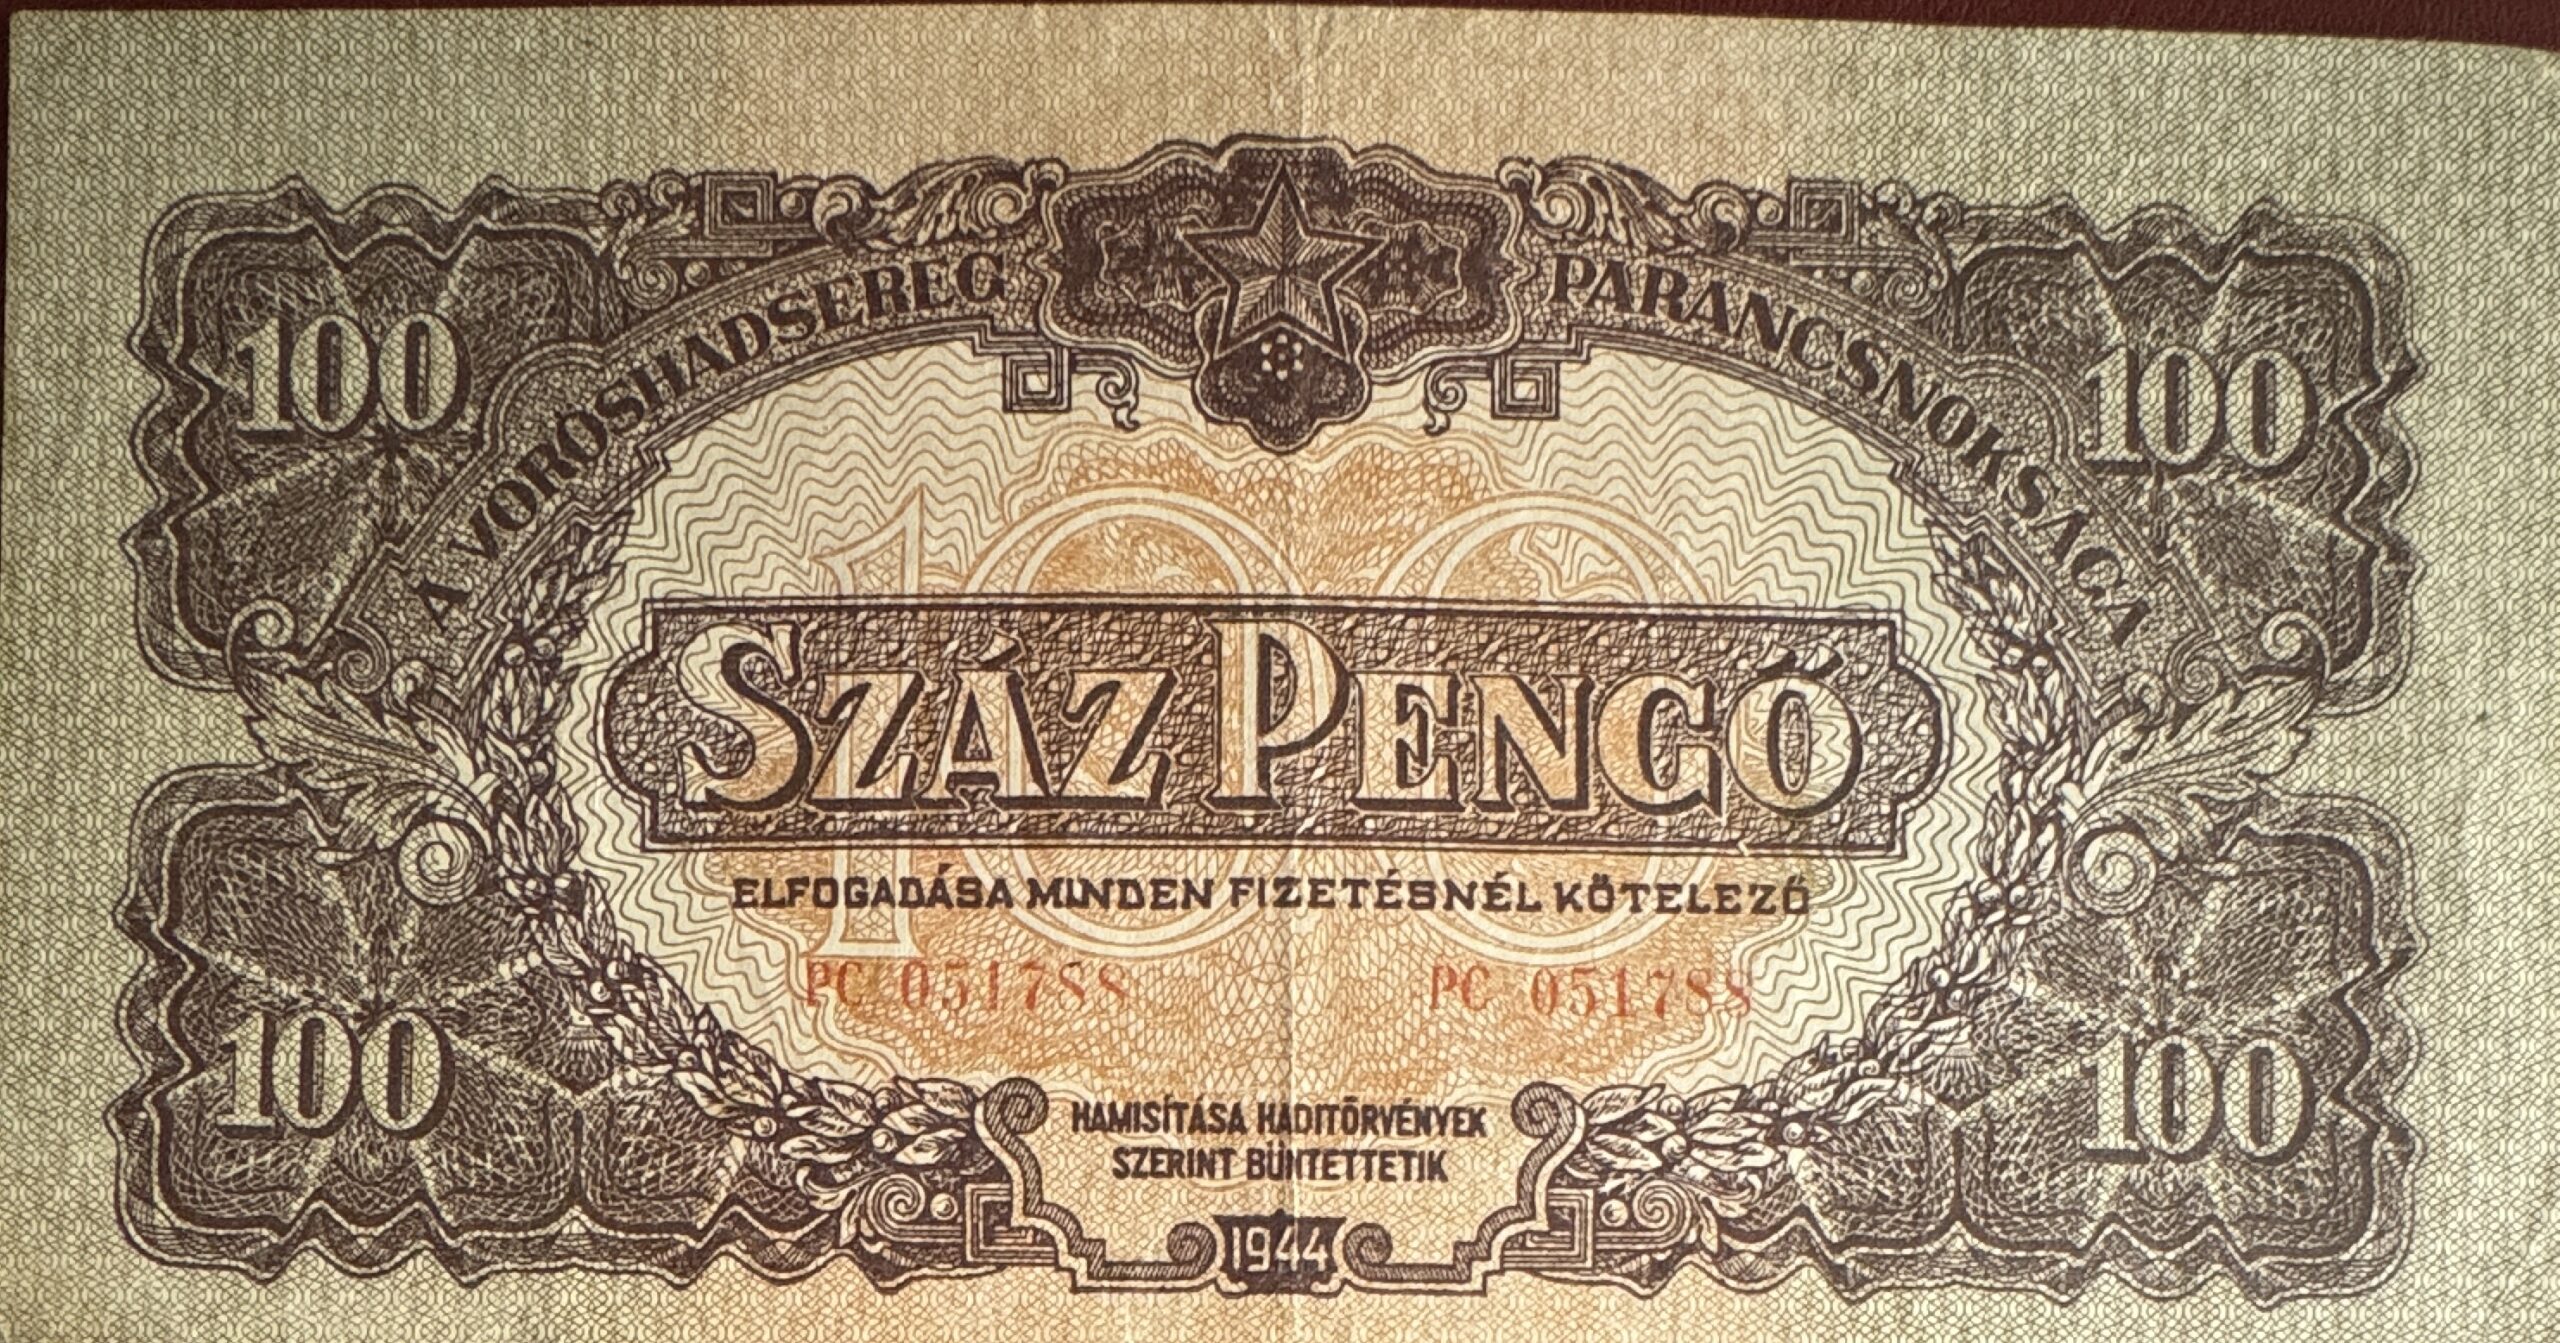 100 100
A VÖRÖSHADSEREG PARANCSNOKSÁGA
SZÁZ PENGŐ
100
ELFOGADÁSA MINDEN FIZETÉSNÉL KÖTELEZŐ
PC 051788 PC 051788
100 100
HAMISÍTÁSA HADITÖRVÉNYEK
SZERINT BÜNTETTETIK
1944